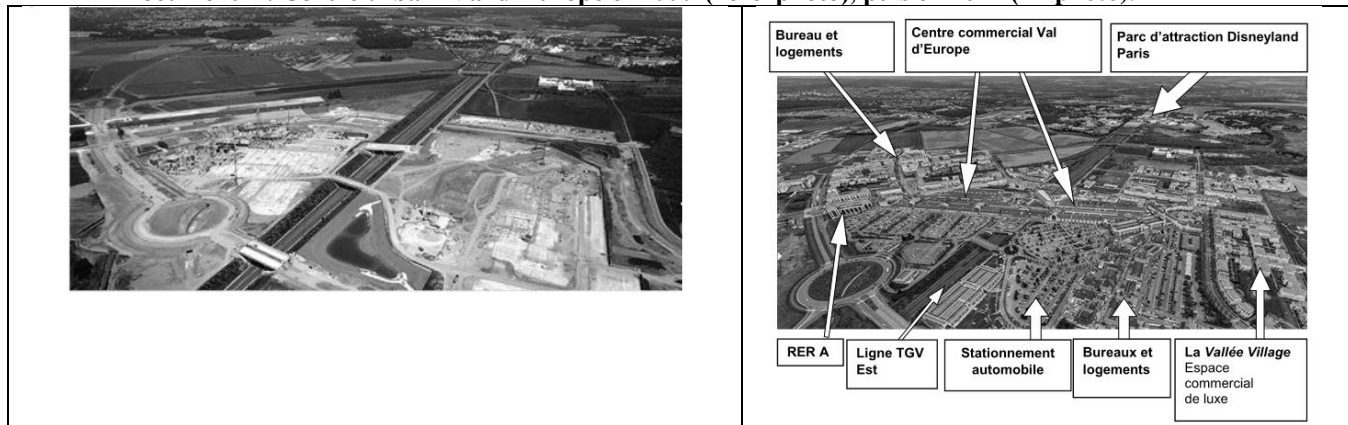 Bureau et
logements
Centre commercial Val
d'Europe
Parc d'attraction Disneyland
Paris
RER A
Ligne TGV
Est
Stationnement
automobile
Bureaux et
logements
La Vallée Village
Espace
commercial
de luxe